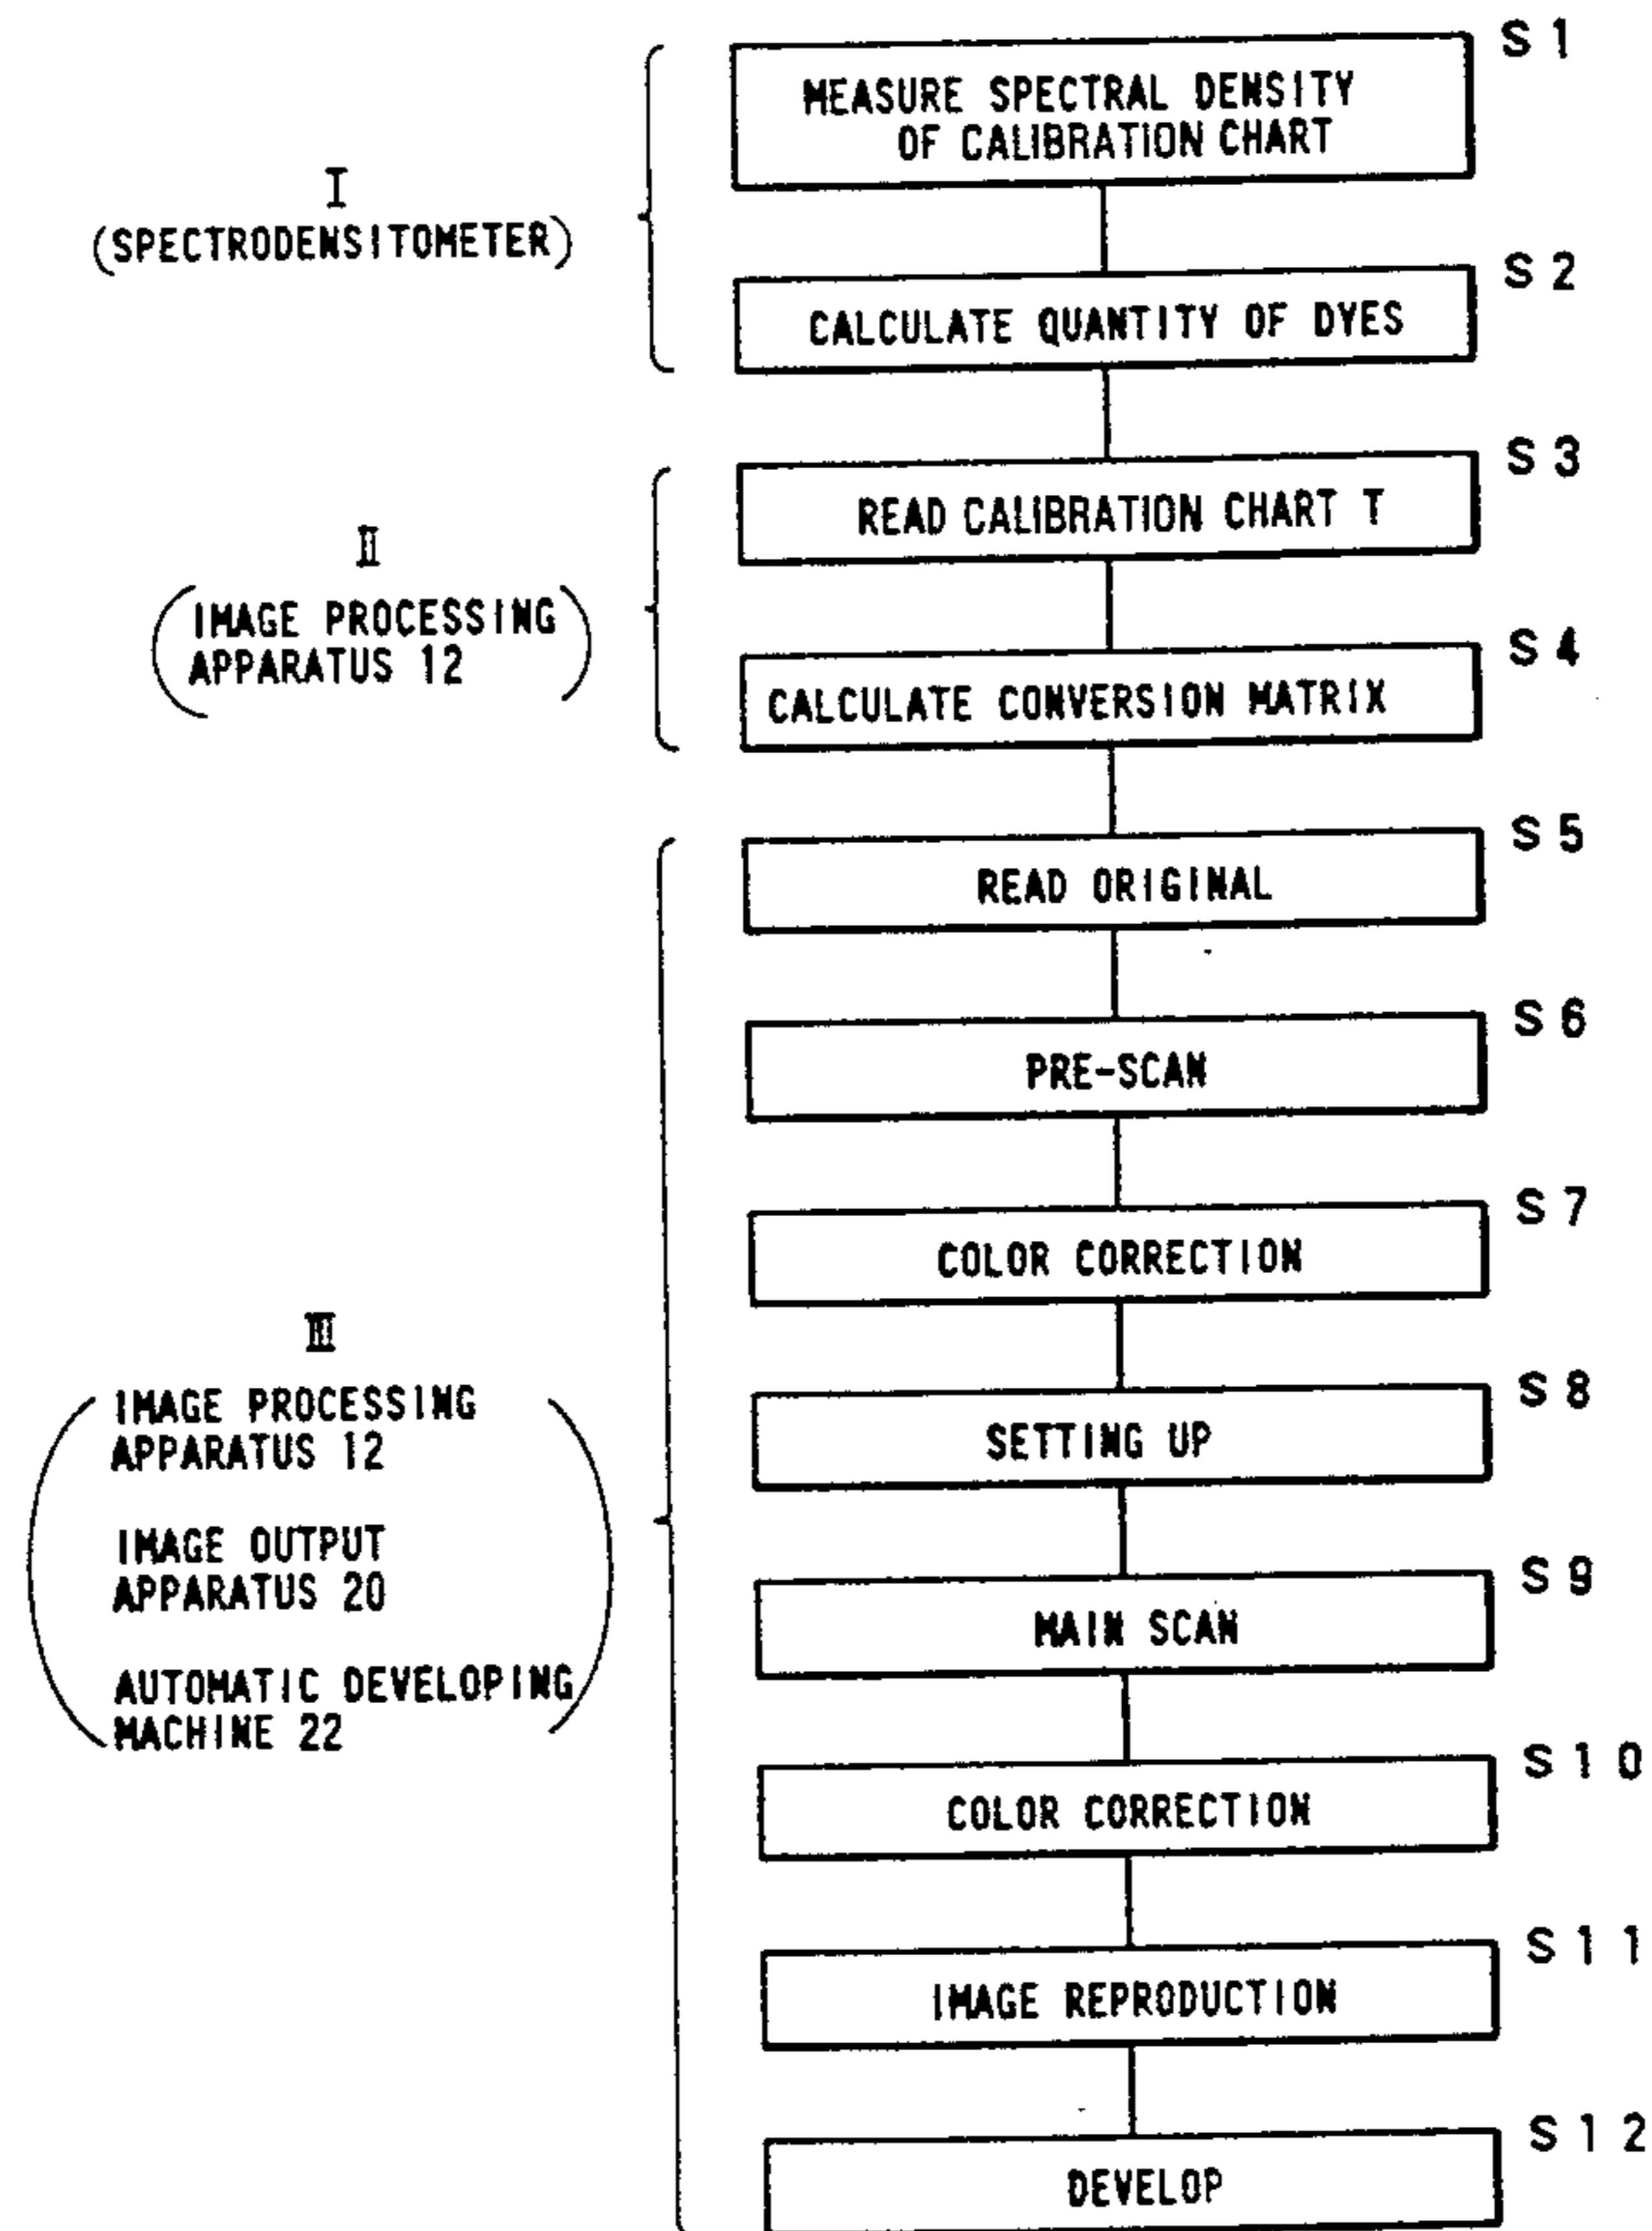 S 1
MEASURE SPECTRAL DENSITY
OF CALIBRATION CHART
I
(SPECTRODENSITOMETER)
S 2
CALCULATE QUANTITY OF DYES
S 3
READ CALIBRATION CHART T
II
(IMAGE PROCESSING
APPARATUS 12)
S 4
CALCULATE CONVERSION MATRIX
S 5
READ ORIGINAL
S 6
PRE-SCAN
S 7
COLOR CORRECTION
III
(IMAGE PROCESSING
APPARATUS 12
IMAGE OUTPUT
APPARATUS 20
AUTOMATIC DEVELOPING
MACHINE 22)
S 8
SETTING UP
S 9
MAIN SCAN
S 1 0
COLOR CORRECTION
S 1 1
IMAGE REPRODUCTION
S 1 2
DEVELOP